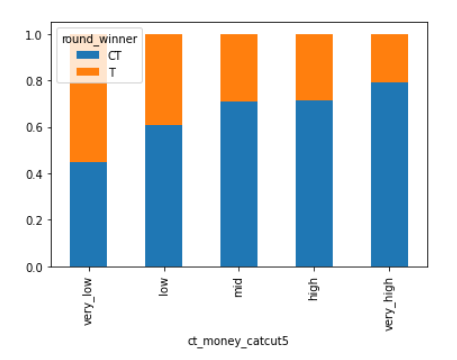 round_winner
CT
T
1.0
0.8
0.6
0.4
0.2
0.0
very_low
low
mid
high
very_high
ct_money_catcut5